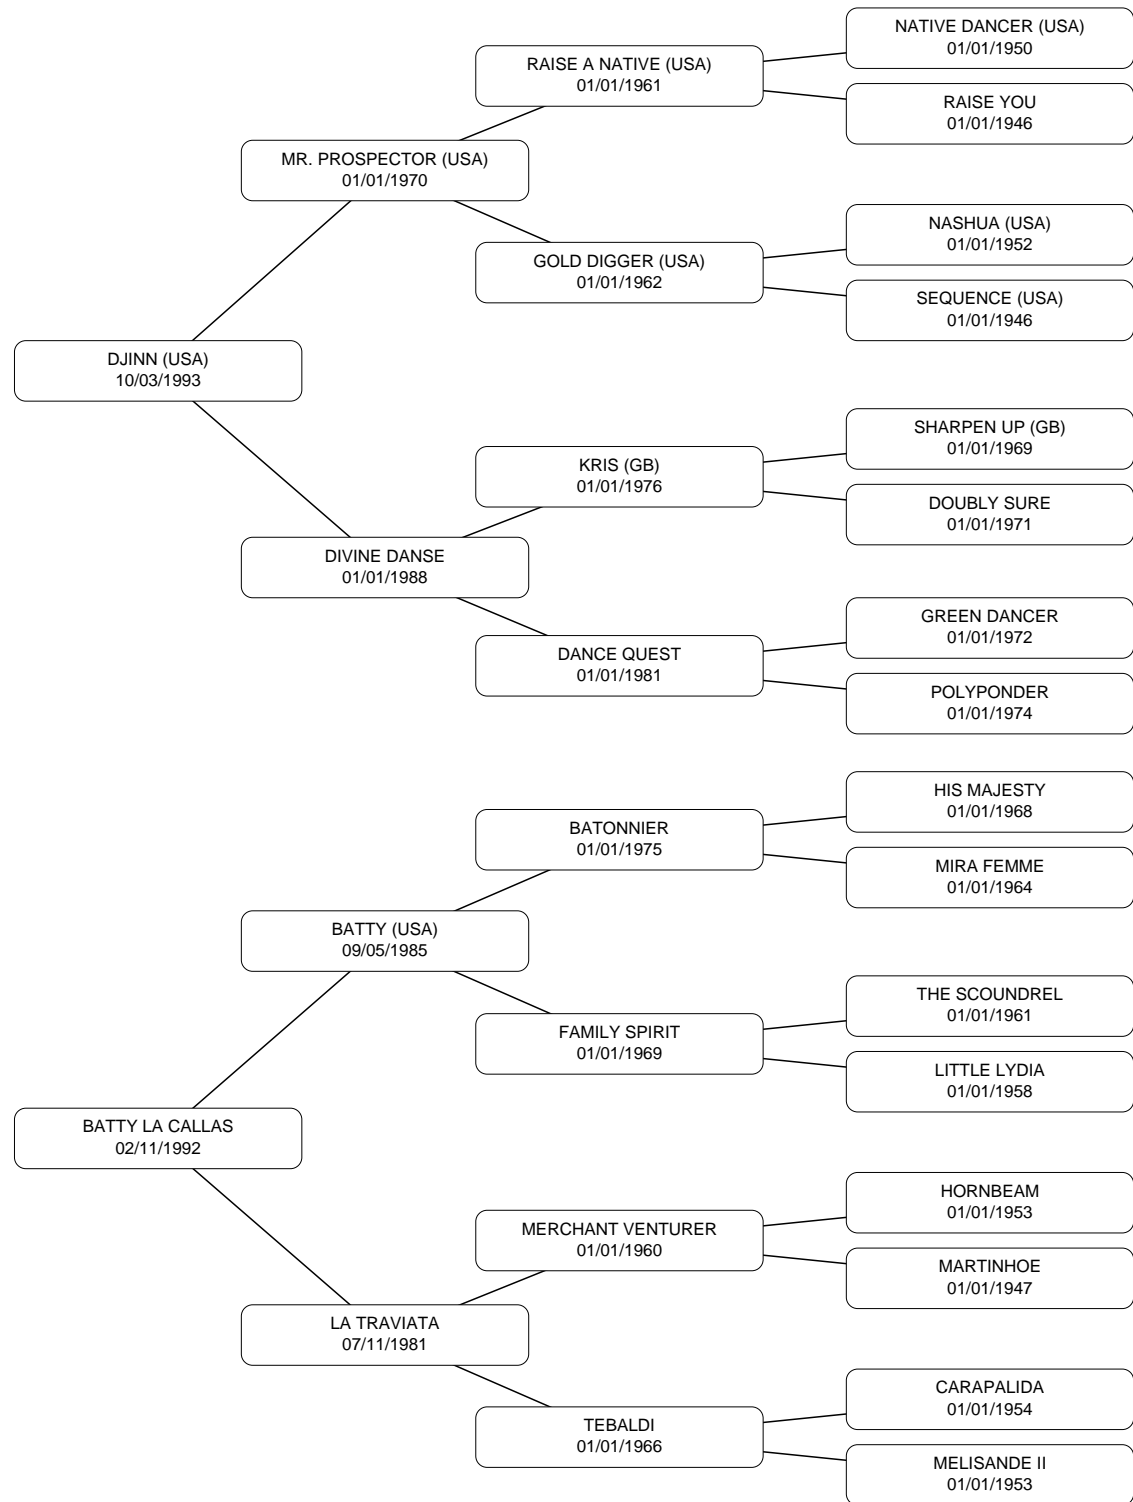 NATIVE DANCER (USA)
01/01/1950
RAISE A NATIVE (USA)
01/01/1961
RAISE YOU
01/01/1946
MR. PROSPECTOR (USA)
01/01/1970
NASHUA (USA)
01/01/1952
GOLD DIGGER (USA)
01/01/1962
SEQUENCE (USA)
01/01/1946
DJINN (USA)
10/03/1993
SHARPEN UP (GB)
01/01/1969
KRIS (GB)
01/01/1976
DOUBLY SURE
01/01/1971
DIVINE DANSE
01/01/1988
GREEN DANCER
01/01/1972
DANCE QUEST
01/01/1981
POLYPONDER
01/01/1974
HIS MAJESTY
01/01/1968
BATONNIER
01/01/1975
MIRA FEMME
01/01/1964
BATTY (USA)
09/05/1985
THE SCOUNDREL
01/01/1961
FAMILY SPIRIT
01/01/1969
LITTLE LYDIA
01/01/1958
BATTY LA CALLAS
02/11/1992
HORNBEAM
01/01/1953
MERCHANT VENTURER
01/01/1960
MARTINHOE
01/01/1947
LA TRAVIATA
07/11/1981
CARAPALIDA
01/01/1954
TEBALDI
01/01/1966
MELISANDE II
01/01/1953